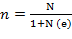 n = N / 1+N (e)